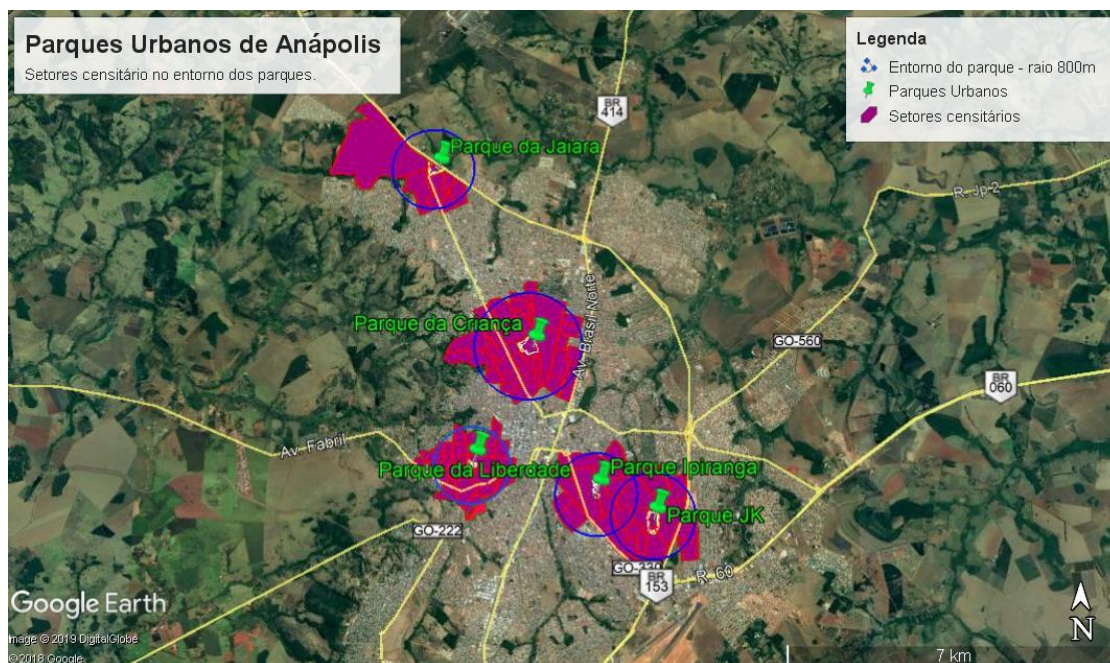 Parques Urbanos de Anápolis
Setores censitário no entorno dos parques.
Legenda
Entorno do parque - raio 800m
Parques Urbanos
Setores censitários
BR
414
Parque da Jaiara
R. Jp 2
Av. Brasil Norte
Parque da Criança
GO-560
BR
060
Av. Fabril
Parque da Liberdade
Parque Ipiranga
Parque JK
GO-222
GO-330
BR
153
R. 60
Google Earth
Image © 2019 DigitalGlobe
© 2018 Google
N
7 km